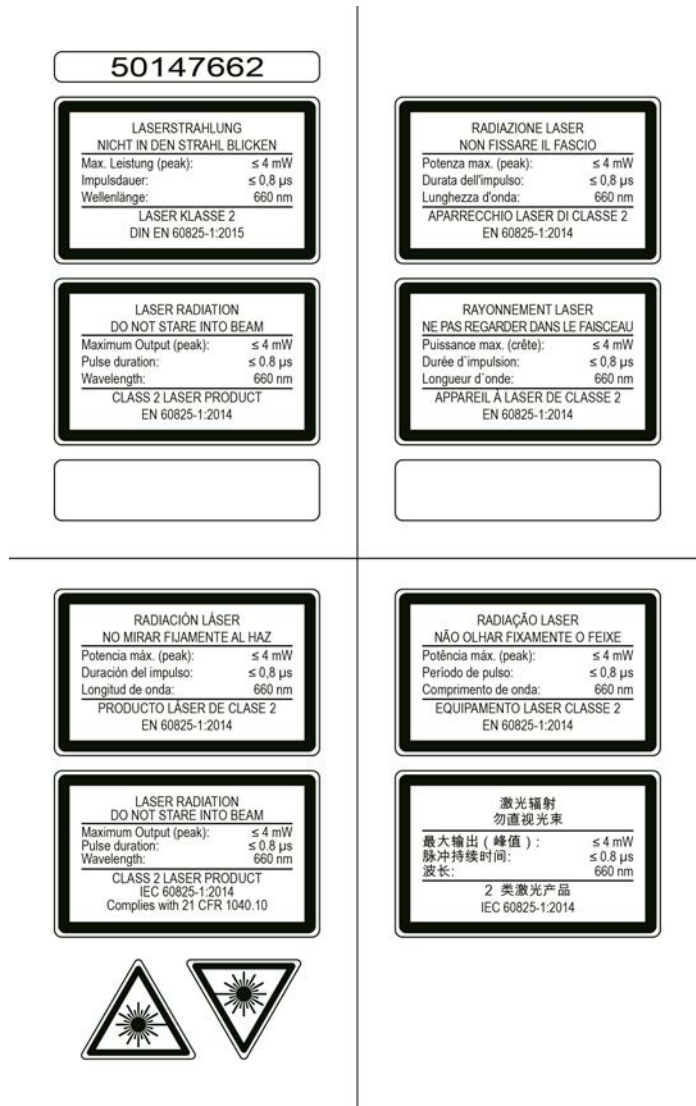 50147662
LASERSTRAHLUNG
NICHT IN DEN STRAHL BLICKEN
Max. Leistung (peak): ≤ 4 mW
Impulsdauer: ≤ 0,8 µs
Wellenlänge: 660 nm
LASER KLASSE 2
DIN EN 60825-1:2015
RADIAZIONE LASER
NON FISSARE IL FASCIO
Potenza max. (peak): ≤ 4 mW
Durata dell'impulso: ≤ 0,8 µs
Lunghezza d'onda: 660 nm
APARRECCHIO LASER DI CLASSE 2
EN 60825-1:2014
LASER RADIATION
DO NOT STARE INTO BEAM
Maximum Output (peak): ≤ 4 mW
Pulse duration: ≤ 0.8 µs
Wavelength: 660 nm
CLASS 2 LASER PRODUCT
EN 60825-1:2014
RAYONNEMENT LASER
NE PAS REGARDER DANS LE FAISCEAU
Puissance max. (crête): ≤ 4 mW
Durée d`impulsion: ≤ 0,8 µs
Longueur d`onde: 660 nm
APPAREIL À LASER DE CLASSE 2
EN 60825-1:2014
RADIACIÓN LÁSER
NO MIRAR FIJAMENTE AL HAZ
Potencia máx. (peak): ≤ 4 mW
Duración del impulso: ≤ 0,8 µs
Longitud de onda: 660 nm
PRODUCTO LÁSER DE CLASE 2
EN 60825-1:2014
RADIAÇÃO LASER
NÃO OLHAR FIXAMENTE O FEIXE
Potência máx. (peak): ≤ 4 mW
Período de pulso: ≤ 0,8 µs
Comprimento de onda: 660 nm
EQUIPAMENTO LASER CLASSE 2
EN 60825-1:2014
LASER RADIATION
DO NOT STARE INTO BEAM
Maximum Output (peak): ≤ 4 mW
Pulse duration: ≤ 0.8 µs
Wavelength: 660 nm
CLASS 2 LASER PRODUCT
IEC 60825-1:2014
Complies with 21 CFR 1040.10
激光辐射
勿直视光束
最大输出（峰值）: ≤ 4 mW
脉冲持续时间: ≤ 0.8 µs
波长: 660 nm
2 类激光产品
IEC 60825-1:2014